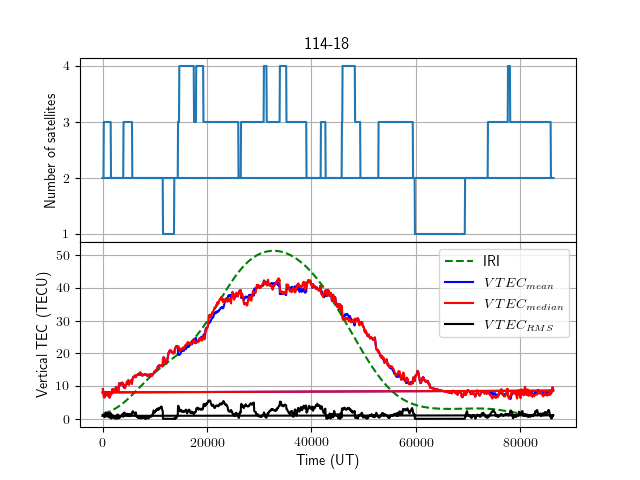 114-18
Number of satellites
4
3
2
1
Vertical TEC (TECU)
50
40
30
20
10
0
IRI
VTEC_mean
VTEC_median
VTEC_RMS
0 20000 40000 60000 80000
Time (UT)